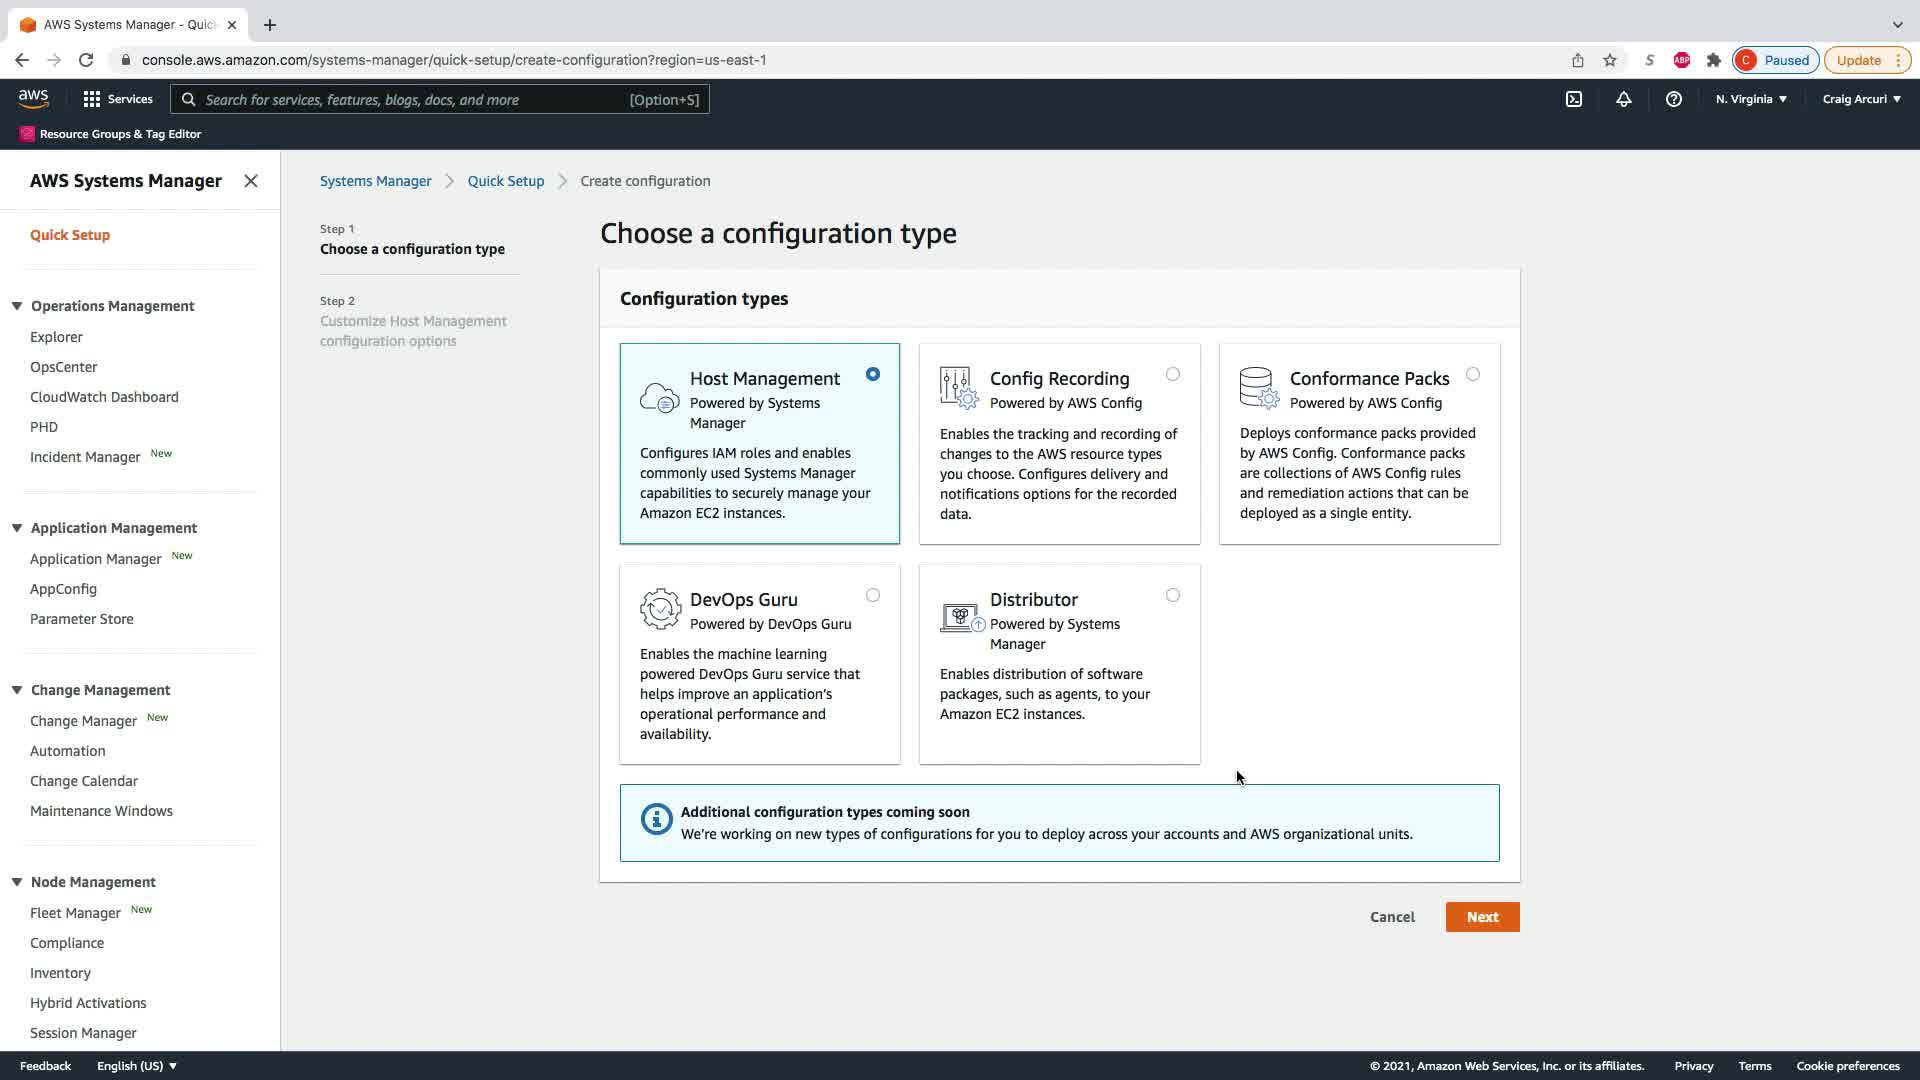 AWS Systems Manager - Quic
console.aws.amazon.com/systems-manager/quick-setup/create-configuration?region=us-east-1
S
ABP
C
Paused
Update
aws
Services
Search for services, features, blogs, docs, and more
[Option+S]
N. Virginia
Craig Arcuri
Resource Groups & Tag Editor
AWS Systems Manager
Quick Setup
Operations Management
Explorer
OpsCenter
CloudWatch Dashboard
PHD
Incident Manager New
Application Management
Application Manager New
AppConfig
Parameter Store
Change Management
Change Manager New
Automation
Change Calendar
Maintenance Windows
Node Management
Fleet Manager New
Compliance
Inventory
Hybrid Activations
Session Manager
Systems Manager
Quick Setup
Create configuration
Step 1
Choose a configuration type
Step 2
Customize Host Management
configuration options
Choose a configuration type
Configuration types
Host Management
Powered by Systems
Manager
Configures IAM roles and enables
commonly used Systems Manager
capabilities to securely manage your
Amazon EC2 instances.
Config Recording
Powered by AWS Config
Enables the tracking and recording of
changes to the AWS resource types
you choose. Configures delivery and
notifications options for the recorded
data.
Conformance Packs
Powered by AWS Config
Deploys conformance packs provided
by AWS Config. Conformance packs
are collections of AWS Config rules
and remediation actions that can be
deployed as a single entity.
DevOps Guru
Powered by DevOps Guru
Enables the machine learning
powered DevOps Guru service that
helps improve an application's
operational performance and
availability.
Distributor
Powered by Systems
Manager
Enables distribution of software
packages, such as agents, to your
Amazon EC2 instances.
Additional configuration types coming soon
We're working on new types of configurations for you to deploy across your accounts and AWS organizational units.
Cancel
Next
Feedback
English (US)
© 2021, Amazon Web Services, Inc. or its affiliates.
Privacy
Terms
Cookie preferences